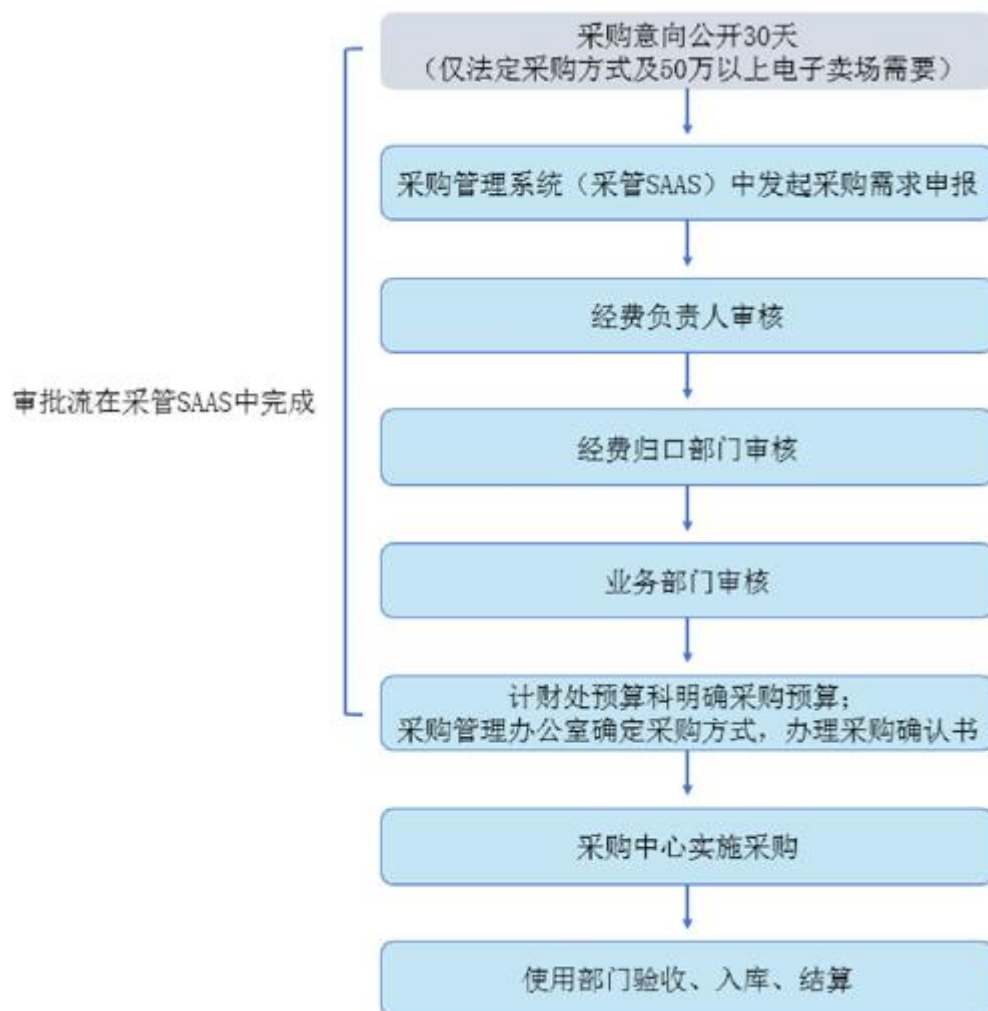 采购意向公开30天
（仅法定采购方式及50万以上电子卖场需要）
采购管理系统（采管SAAS）中发起采购需求申报
经费负责人审核
审批流在采管SAAS中完成
经费归口部门审核
业务部门审核
计财处预算科明确采购预算；
采购管理办公室确定采购方式，办理采购确认书
采购中心实施采购
使用部门验收、入库、结算